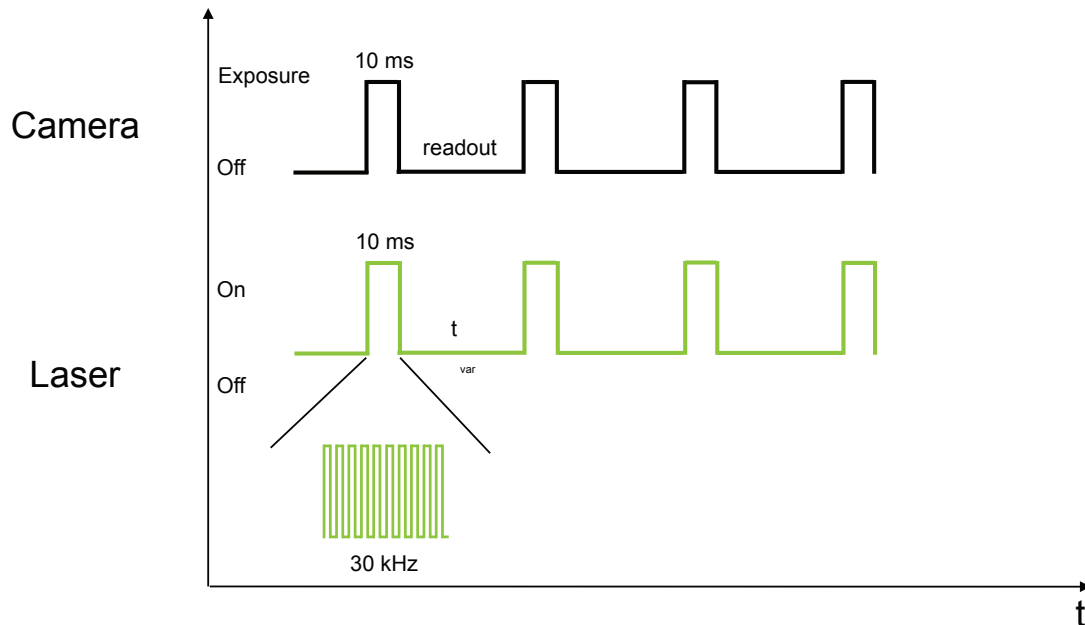 10 ms
Exposure
Camera
readout
Off
10 ms
On
t
var
Laser
Off
30 kHz
t